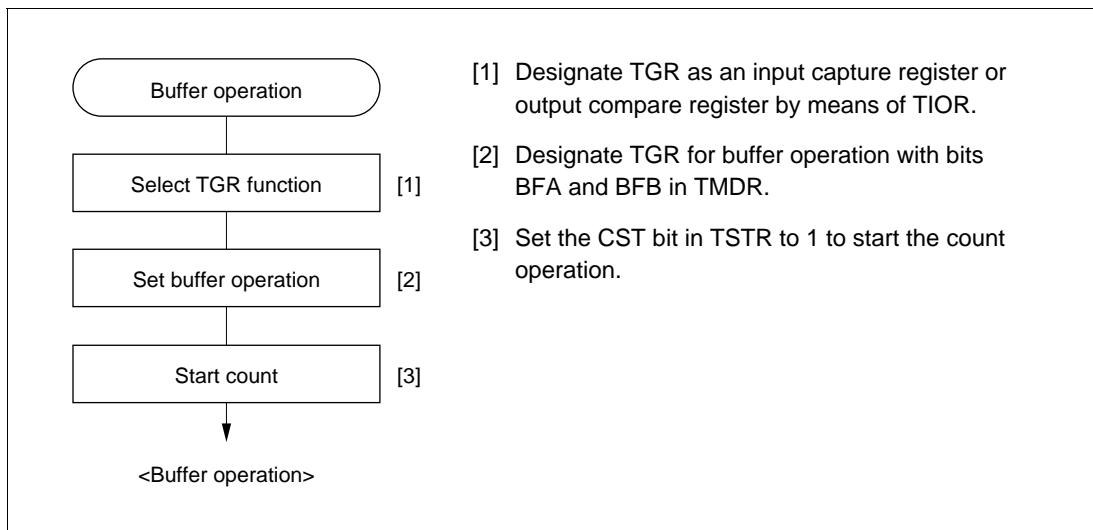 Buffer operation
Select TGR function [1]
Set buffer operation [2]
Start count [3]
<Buffer operation>
[1] Designate TGR as an input capture register or
output compare register by means of TIOR.
[2] Designate TGR for buffer operation with bits
BFA and BFB in TMDR.
[3] Set the CST bit in TSTR to 1 to start the count
operation.